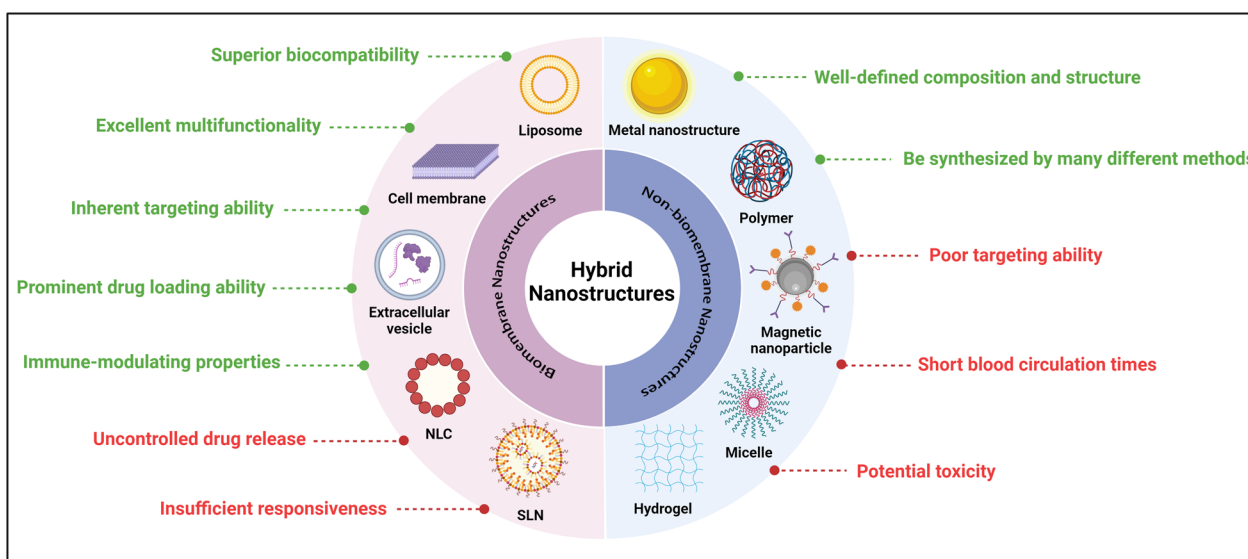 Superior biocompatibility
Excellent multifunctionality
Inherent targeting ability
Prominent drug loading ability
Immune-modulating properties
Uncontrolled drug release
Insufficient responsiveness
Liposome
Cell membrane
Extracellular
vesicle
NLC
SLN
Biomembrane Nanostructures
Hybrid
Nanostructures
Non-biomembrane Nanostructures
Metal nanostructure
Polymer
Magnetic
nanoparticle
Micelle
Hydrogel
Well-defined composition and structure
Be synthesized by many different methods
Poor targeting ability
Short blood circulation times
Potential toxicity